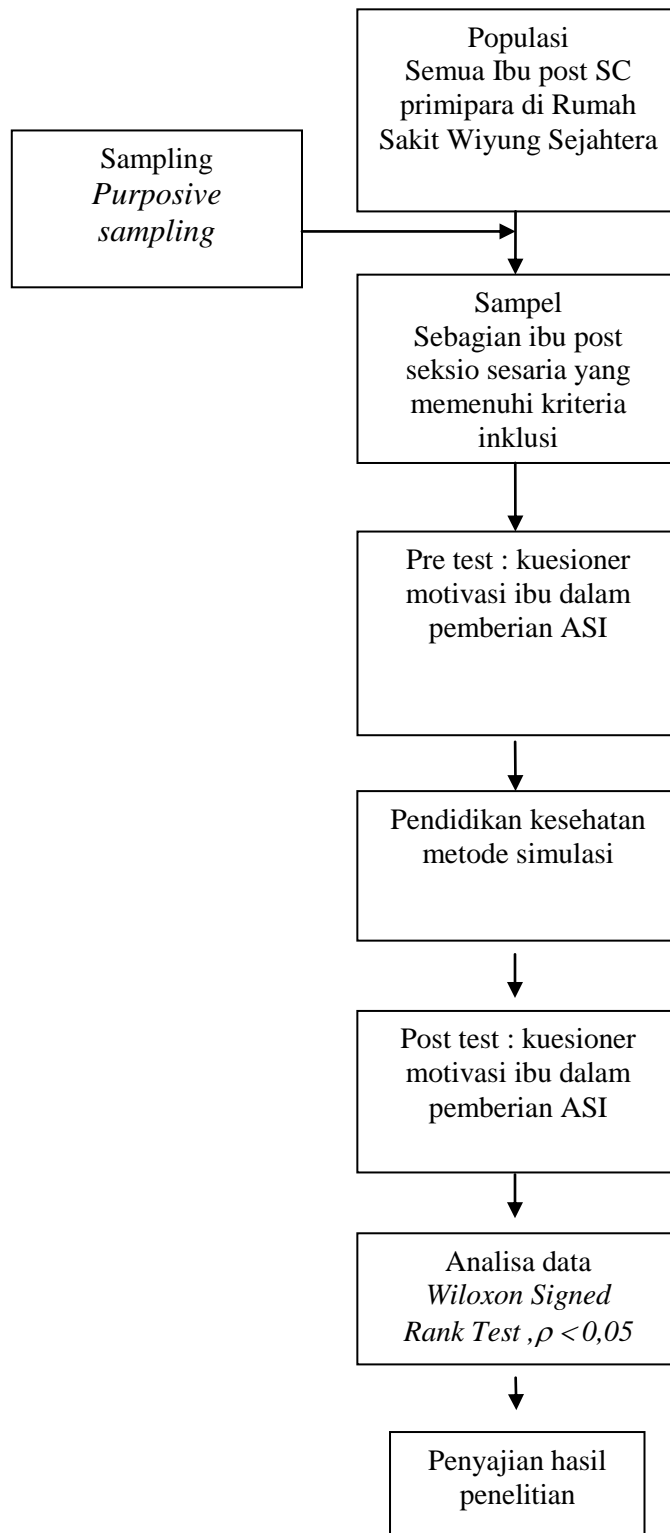 Populasi
Semua Ibu post SC
primipara di Rumah
Sakit Wiyung Sejahtera
Sampling
Purposive
sampling
Sampel
Sebagian ibu post
seksio sesaria yang
memenuhi kriteria
inklusi
Pre test : kuesioner
motivasi ibu dalam
pemberian ASI
Pendidikan kesehatan
metode simulasi
Post test : kuesioner
motivasi ibu dalam
pemberian ASI
Analisa data
Wiloxon Signed
Rank Test ,ρ < 0,05
Penyajian hasil
penelitian